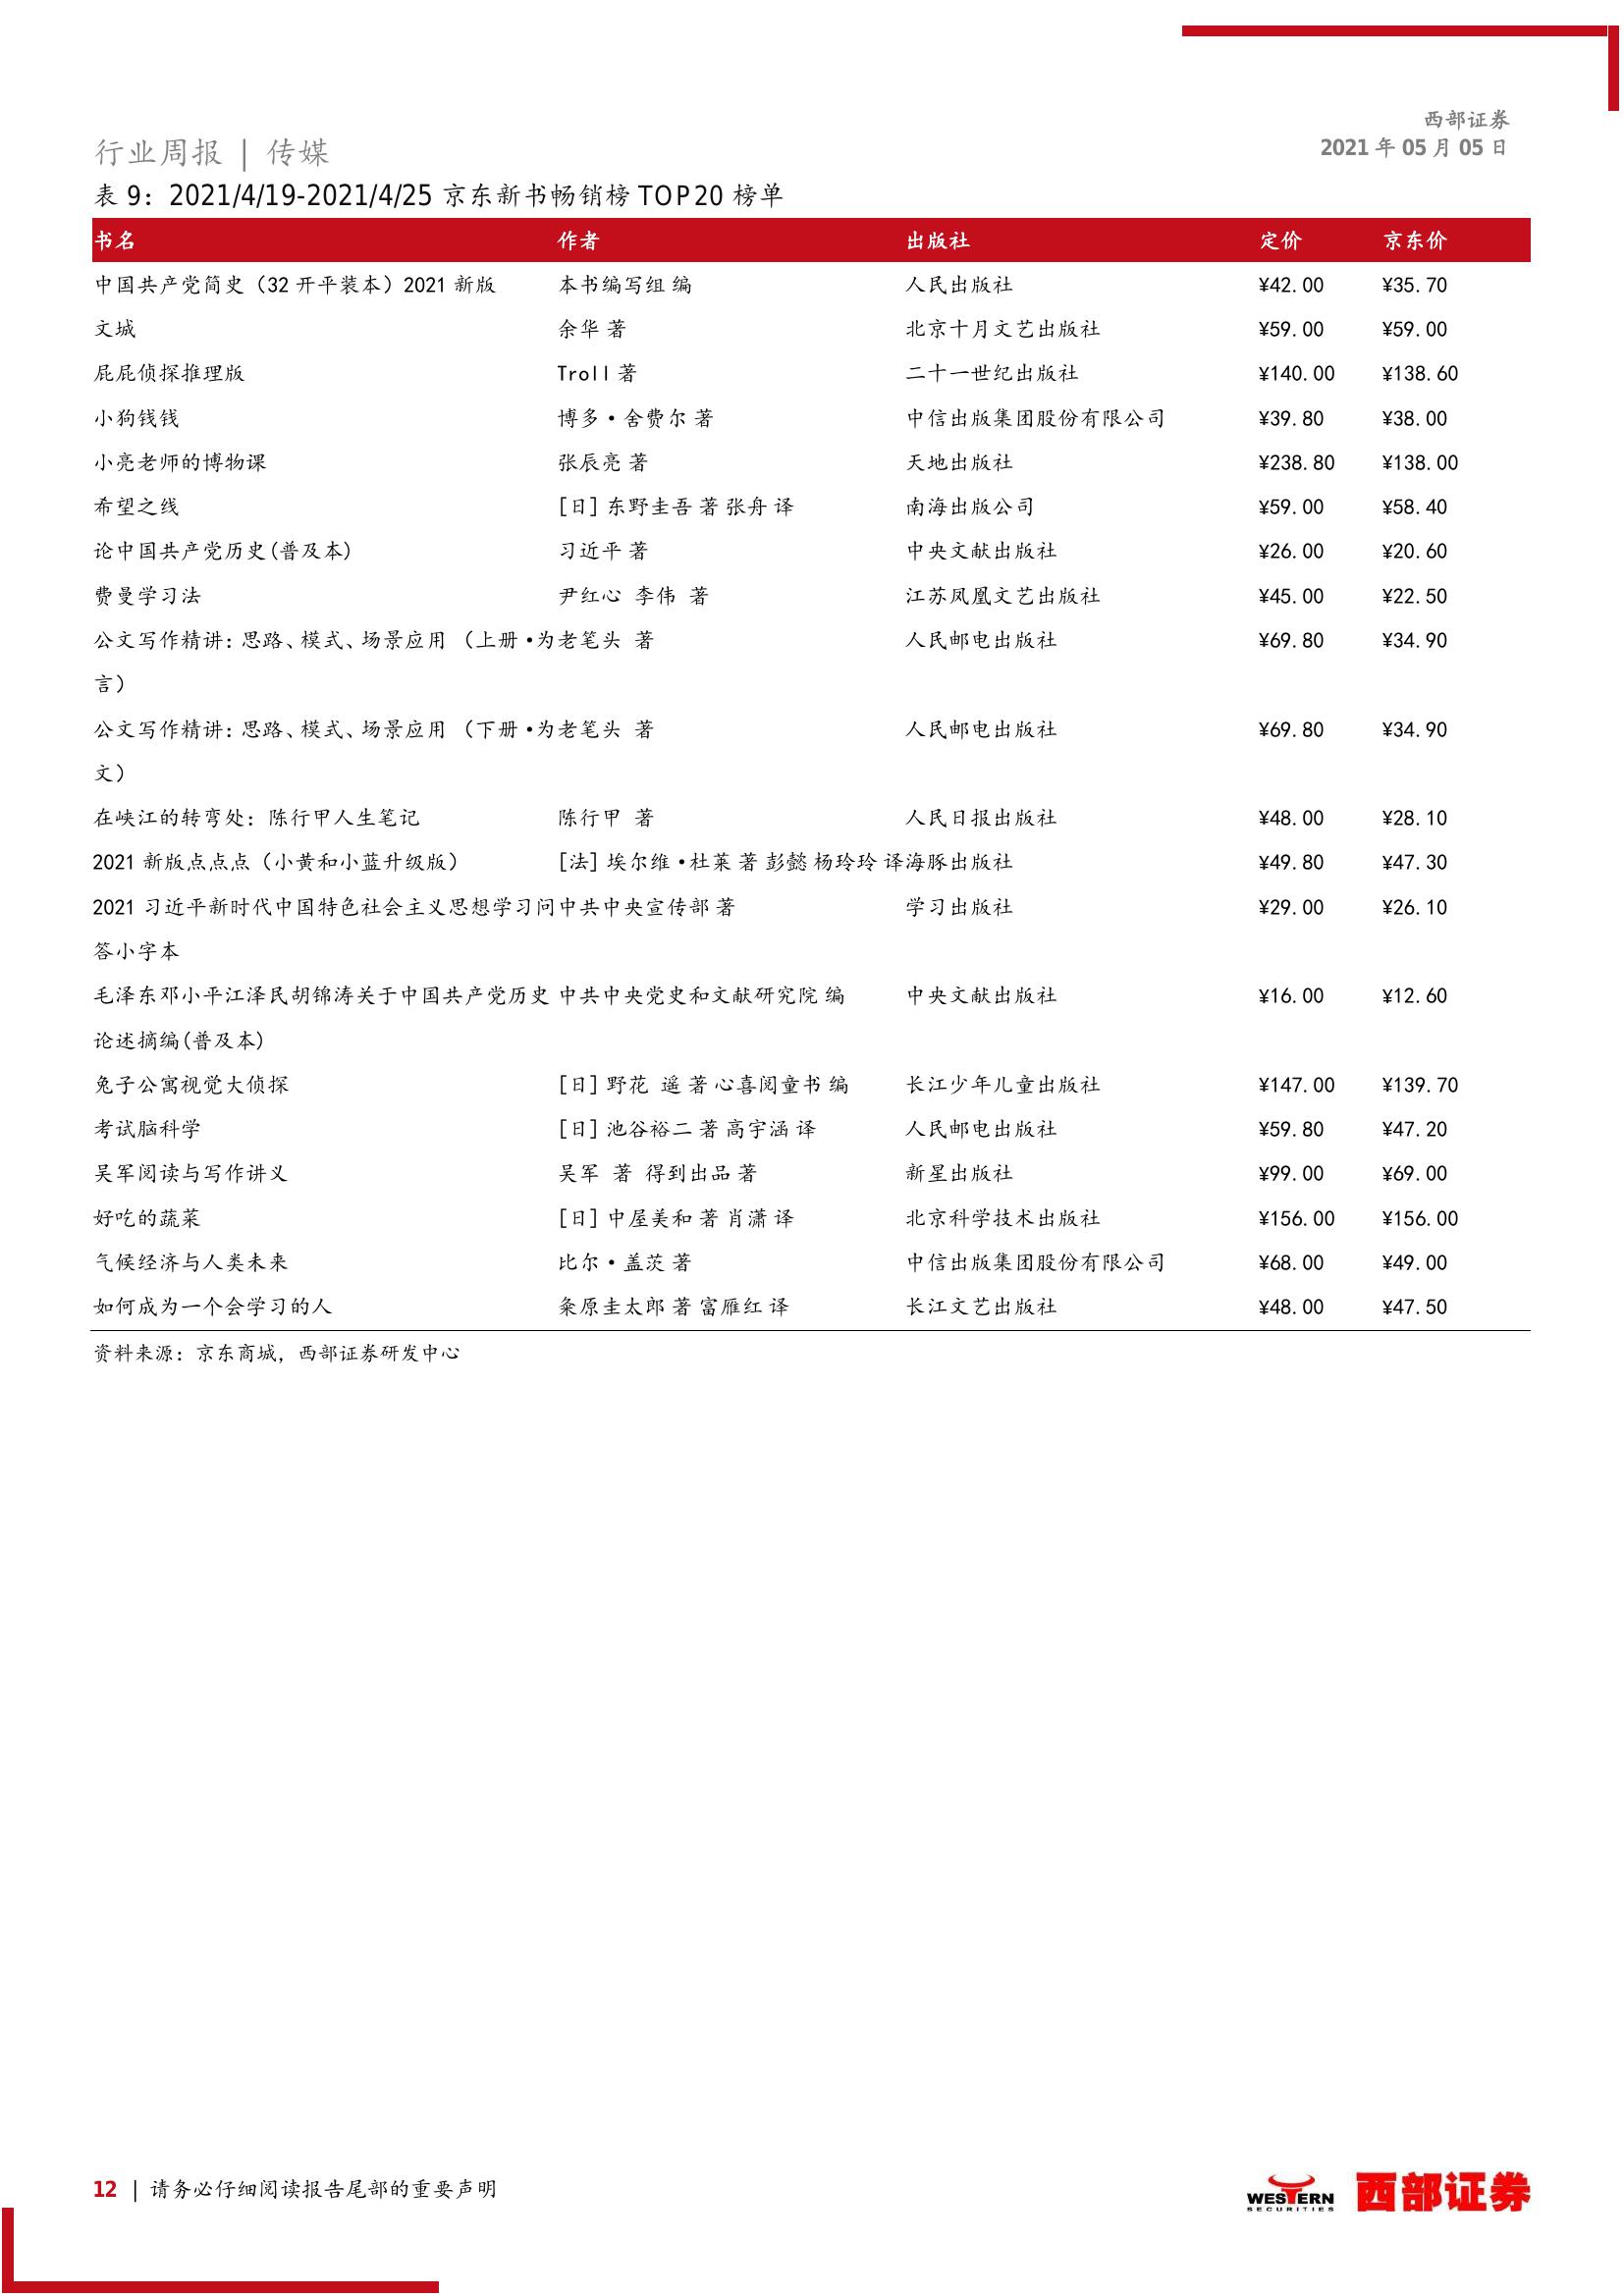 西部证券
行业周报 | 传媒
2021 年 05 月 05 日
表 9：2021/4/19-2021/4/25 京东新书畅销榜 TOP20 榜单
书名 作者 出版社 定价 京东价
中国共产党简史（32 开平装本）2021 新版 本书编写组 编 人民出版社 ¥42.00 ¥35.70
文城 余华 著 北京十月文艺出版社 ¥59.00 ¥59.00
屁屁侦探推理版 Troll 著 二十一世纪出版社 ¥140.00 ¥138.60
小狗钱钱 博多·舍费尔 著 中信出版集团股份有限公司 ¥39.80 ¥38.00
小亮老师的博物课 张辰亮 著 天地出版社 ¥238.80 ¥138.00
希望之线 [日] 东野圭吾 著 张舟 译 南海出版公司 ¥59.00 ¥58.40
论中国共产党历史(普及本) 习近平 著 中央文献出版社 ¥26.00 ¥20.60
费曼学习法 尹红心 李伟 著 江苏凤凰文艺出版社 ¥45.00 ¥22.50
公文写作精讲：思路、模式、场景应用 （上册·为老笔头 著 人民邮电出版社 ¥69.80 ¥34.90
言）
公文写作精讲：思路、模式、场景应用 （下册·为老笔头 著 人民邮电出版社 ¥69.80 ¥34.90
文）
在峡江的转弯处：陈行甲人生笔记 陈行甲 著 人民日报出版社 ¥48.00 ¥28.10
2021 新版点点点（小黄和小蓝升级版） [法] 埃尔维·杜莱 著 彭懿 杨玲玲 译海豚出版社 ¥49.80 ¥47.30
2021 习近平新时代中国特色社会主义思想学习问中共中央宣传部 著 学习出版社 ¥29.00 ¥26.10
答小字本
毛泽东邓小平江泽民胡锦涛关于中国共产党历史 中共中央党史和文献研究院 编 中央文献出版社 ¥16.00 ¥12.60
论述摘编(普及本)
兔子公寓视觉大侦探 [日] 野花 遥 著 心喜阅童书 编 长江少年儿童出版社 ¥147.00 ¥139.70
考试脑科学 [日] 池谷裕二 著 高宇涵 译 人民邮电出版社 ¥59.80 ¥47.20
吴军阅读与写作讲义 吴军 著 得到出品 著 新星出版社 ¥99.00 ¥69.00
好吃的蔬菜 [日] 中屋美和 著 肖潇 译 北京科学技术出版社 ¥156.00 ¥156.00
气候经济与人类未来 比尔·盖茨 著 中信出版集团股份有限公司 ¥68.00 ¥49.00
如何成为一个会学习的人 粂原圭太郎 著 富雁红 译 长江文艺出版社 ¥48.00 ¥47.50
资料来源：京东商城，西部证券研发中心
12 | 请务必仔细阅读报告尾部的重要声明
WESTERN
SECURITIES
西部证券